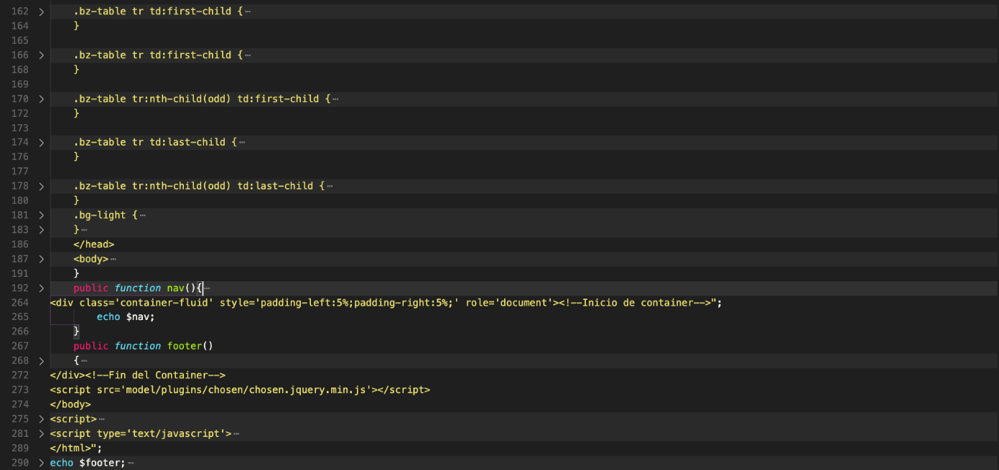 162 > .bz-table tr td:first-child {⋯
164 }
165
166 > .bz-table tr td:first-child {⋯
168 }
169
170 > .bz-table tr:nth-child(odd) td:first-child {⋯
172 }
173
174 > .bz-table tr td:last-child {⋯
176 }
177
178 > .bz-table tr:nth-child(odd) td:last-child {⋯
180 }
181 > .bg-light {⋯
183 > }⋯
186 </head>
187 > <body>⋯
191 }
192 > public function nav(){⋯
264 <div class='container-fluid' style='padding-left:5%;padding-right:5%;' role='document'><!--Inicio de container-->";
265 echo $nav;
266 }
267 public function footer()
268 > {⋯
272 </div><!--Fin del Container-->
273 <script src='model/plugins/chosen/chosen.jquery.min.js'></script>
274 </body>
275 > <script>⋯
281 > <script type='text/javascript'>⋯
289 </html>";
290 > echo $footer;⋯